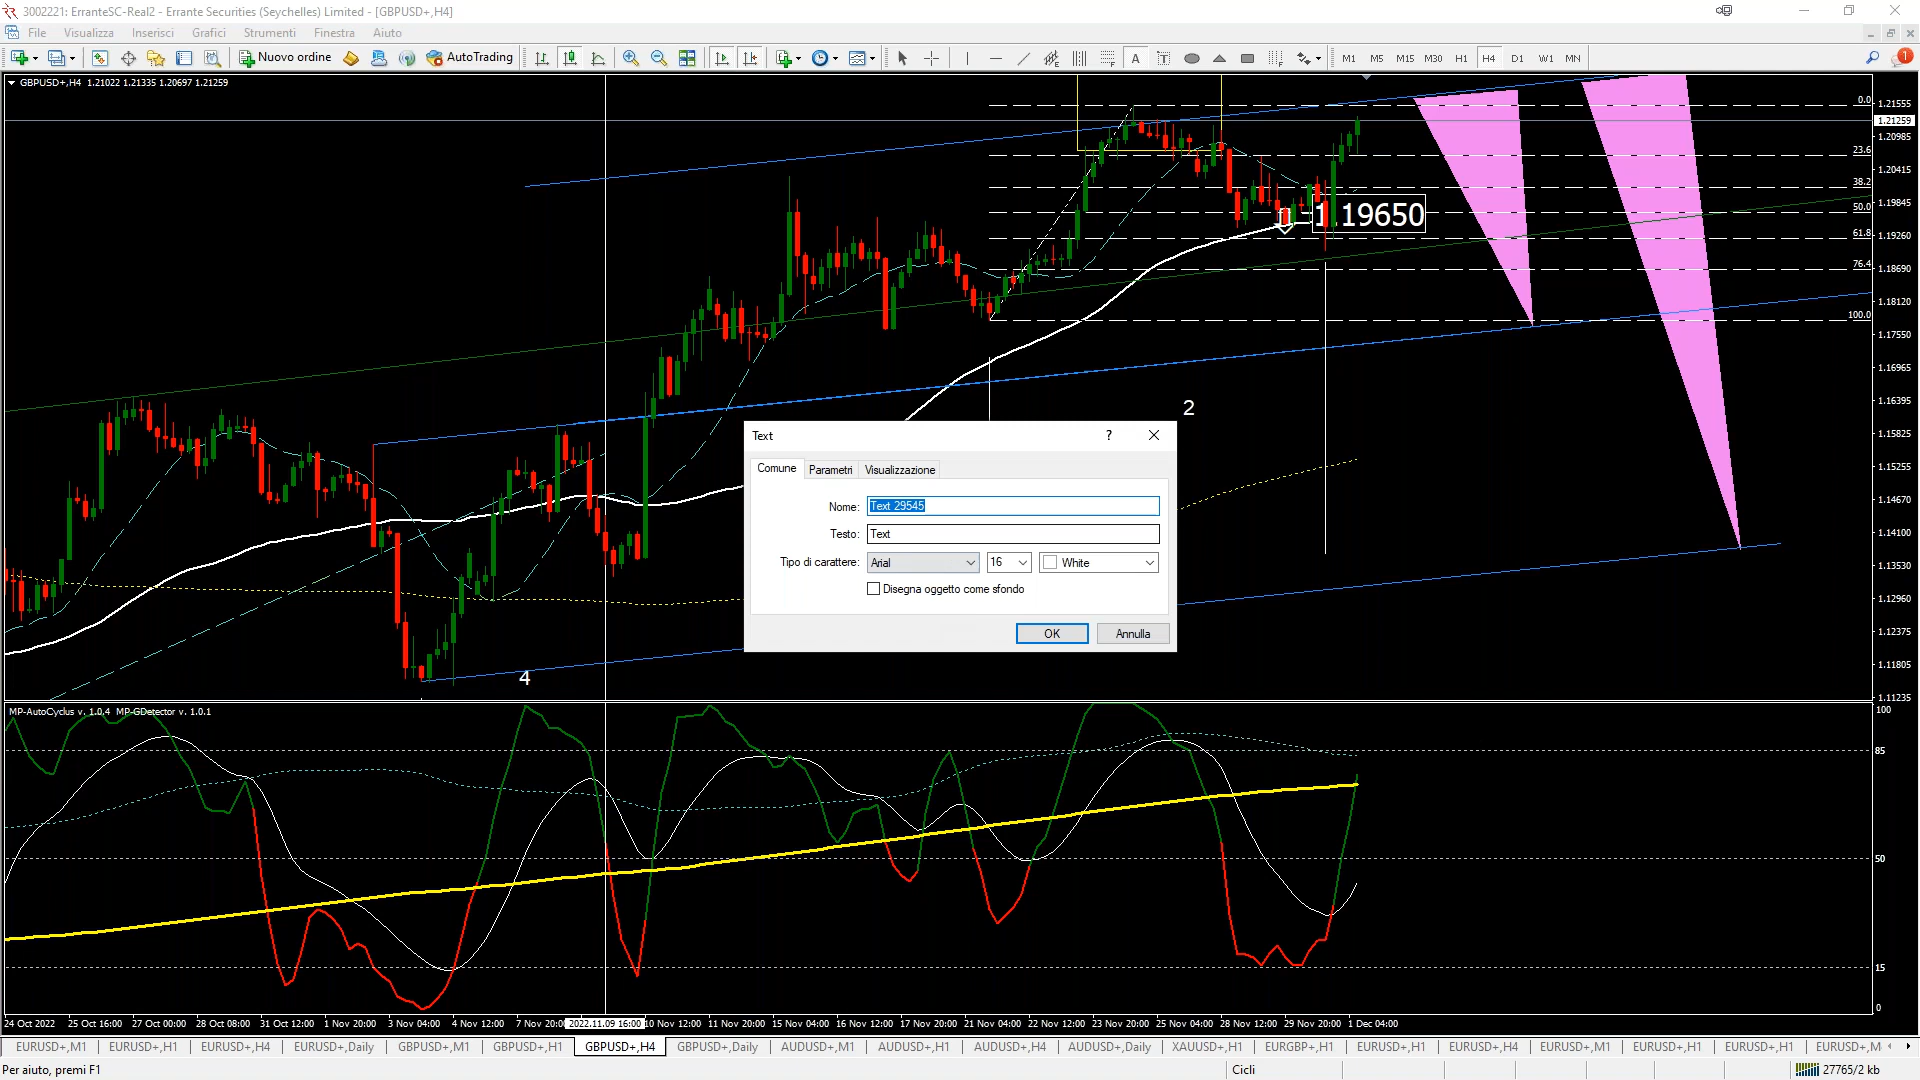 3002221: ErranteSC-Real2 - Errante Securities (Seychelles) Limited - [GBPUSD+,H4]
File Visualizza Inserisci Grafici Strumenti Finestra Aiuto
Nuovo ordine AutoTrading A T M1 M5 M15 M30 H1 H4 D1 W1 MN 1
GBPUSD+,H4 1.21022 1.21335 1.20697 1.21259
0.0 1.21555
1.21259
1.20985
23.6
1.20415
38.2
1.19845
50.0
1.19650
61.8 1.19260
76.4 1.18690
1.18120
100.0
1.17550
1.16965
1.16395
2
1.15825
1.15255
1.14670
1.14100
1.13530
1.12960
1.12375
1.11805
4
1.11235
Text ?
Comune Parametri Visualizzazione
Nome: Text 29545
Testo: Text
Tipo di carattere: Arial 16 White
Disegna oggetto come sfondo
OK Annulla
MP-AutoCyclus v. 1.0.4 MP-GDetector v. 1.0.1
100
85
50
15
0
24 Oct 2022 25 Oct 16:00 27 Oct 00:00 28 Oct 08:00 31 Oct 12:00 1 Nov 20:00 3 Nov 04:00 4 Nov 12:00 7 Nov 20:00 2022.11.09 16:00 10 Nov 12:00 11 Nov 20:00 15 Nov 04:00 16 Nov 12:00 17 Nov 20:00 21 Nov 04:00 22 Nov 12:00 23 Nov 20:00 25 Nov 04:00 28 Nov 12:00 29 Nov 20:00 1 Dec 04:00
EURUSD+,M1 EURUSD+,H1 EURUSD+,H4 EURUSD+,Daily GBPUSD+,M1 GBPUSD+,H1 GBPUSD+,H4 GBPUSD+,Daily AUDUSD+,M1 AUDUSD+,H1 AUDUSD+,H4 AUDUSD+,Daily XAUUSD+,H1 EURGBP+,H1 EURUSD+,H1 EURUSD+,H4 EURUSD+,M1 EURUSD+,H1 EURUSD+,H1 EURUSD+,M
Per aiuto, premi F1 Cicli 27765/2 kb